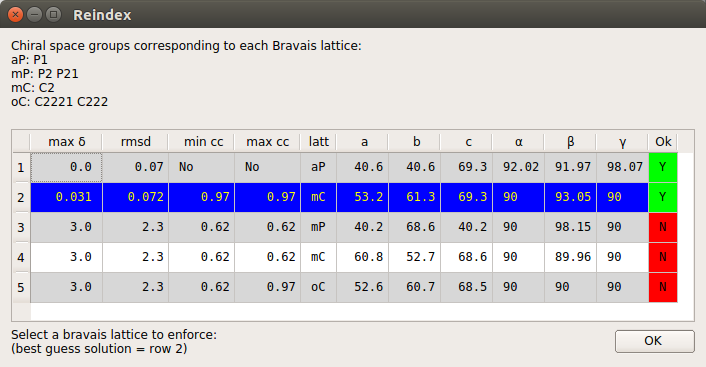 Reindex
Chiral space groups corresponding to each Bravais lattice:
aP: P1
mP: P2 P21
mC: C2
oC: C2221 C222
max δ rmsd min cc max cc latt a b c α β γ Ok
1 0.0 0.07 No No aP 40.6 40.6 69.3 92.02 91.97 98.07 Y
2 0.031 0.072 0.97 0.97 mC 53.2 61.3 69.3 90 93.05 90 Y
3 3.0 2.3 0.62 0.62 mP 40.2 68.6 40.2 90 98.15 90 N
4 3.0 2.3 0.62 0.62 mC 60.8 52.7 68.6 90 89.96 90 N
5 3.0 2.3 0.62 0.97 oC 52.6 60.7 68.5 90 90 90 N
Select a bravais lattice to enforce:
(best guess solution = row 2)
OK